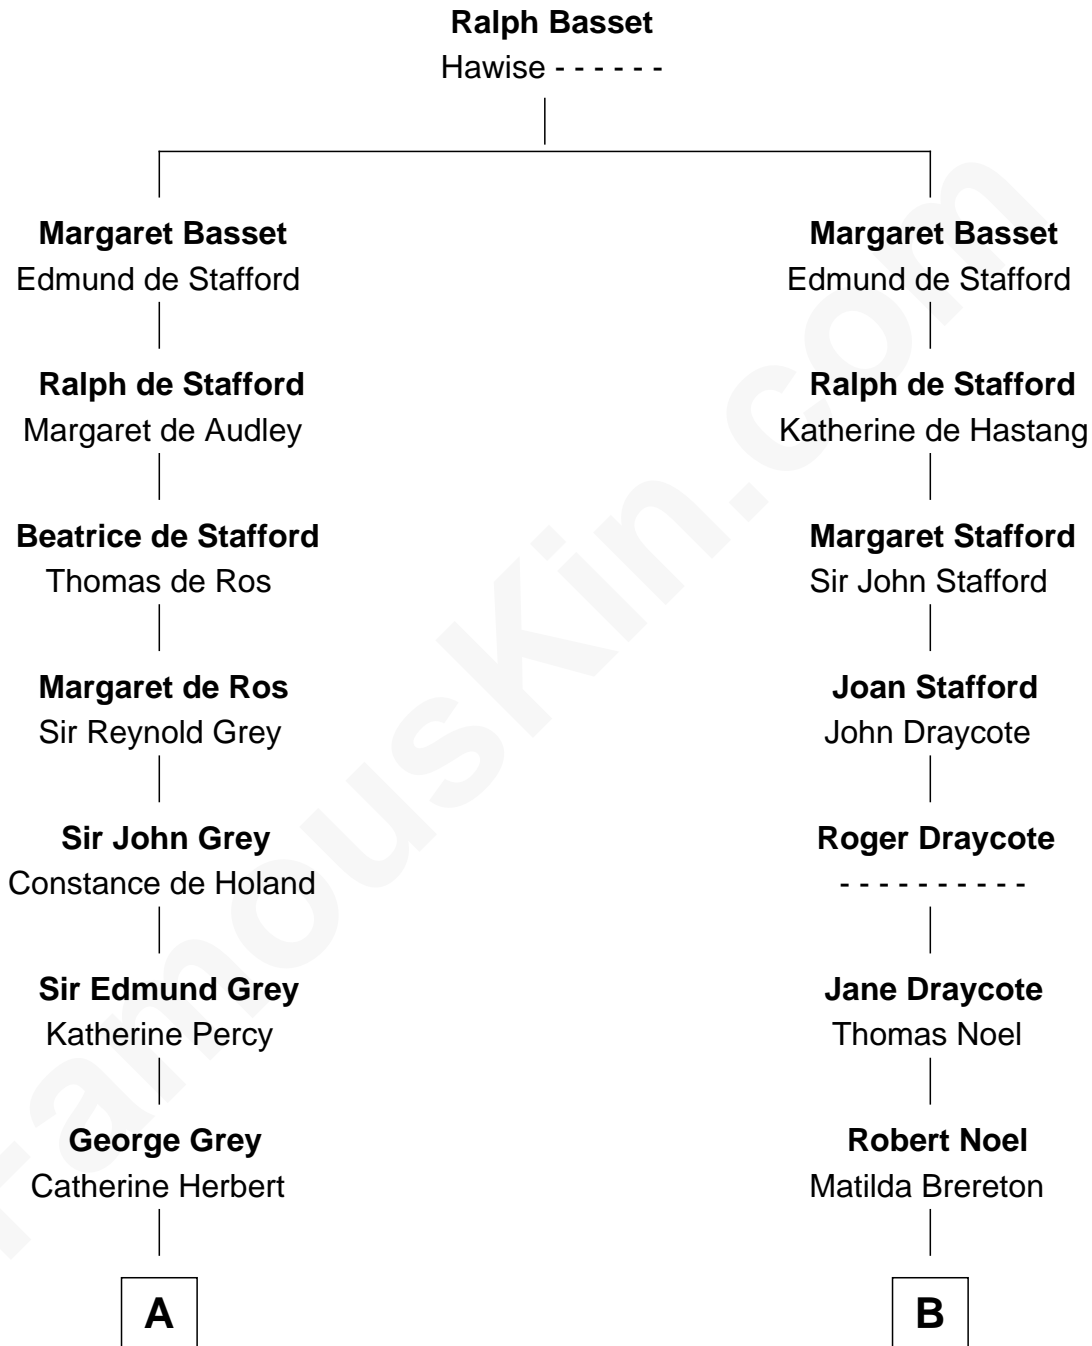 Ralph Basset
Hawise - - - - - -
Margaret Basset
Edmund de Stafford
Margaret Basset
Edmund de Stafford
Ralph de Stafford
Margaret de Audley
Ralph de Stafford
Katherine de Hastang
Beatrice de Stafford
Thomas de Ros
Margaret Stafford
Sir John Stafford
Margaret de Ros
Sir Reynold Grey
Joan Stafford
John Draycote
Sir John Grey
Constance de Holand
Roger Draycote
- - - - - - - - - -
Sir Edmund Grey
Katherine Percy
Jane Draycote
Thomas Noel
George Grey
Catherine Herbert
Robert Noel
Matilda Brereton
A
B
FamousKin.com